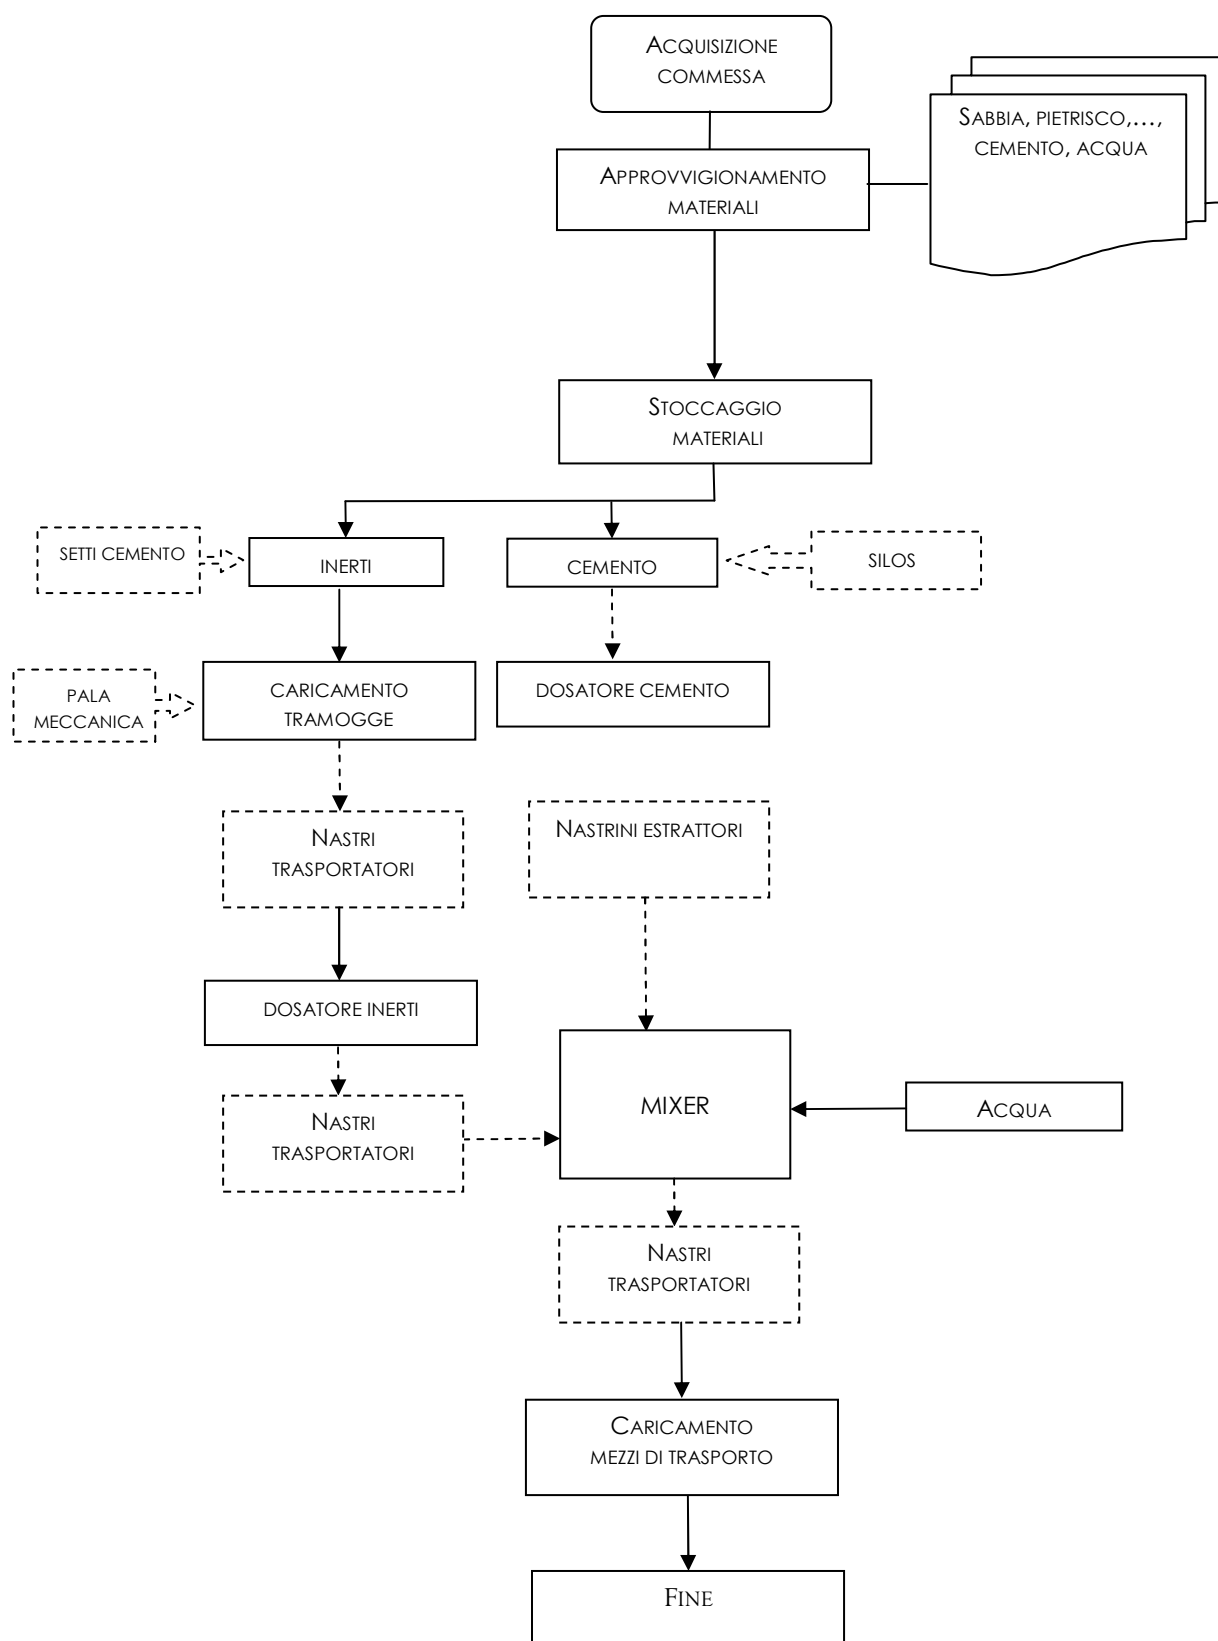 Acquisizione
commessa
Sabbia, pietrisco,…,
cemento, acqua
Approvvigionamento
materiali
Stoccaggio
materiali
setti cemento
inerti
cemento
silos
pala
meccanica
caricamento
tramogge
dosatore cemento
Nastri
trasportatori
Nastrini estrattori
dosatore inerti
mixer
Acqua
Nastri
trasportatori
Nastri
trasportatori
Caricamento
mezzi di trasporto
Fine